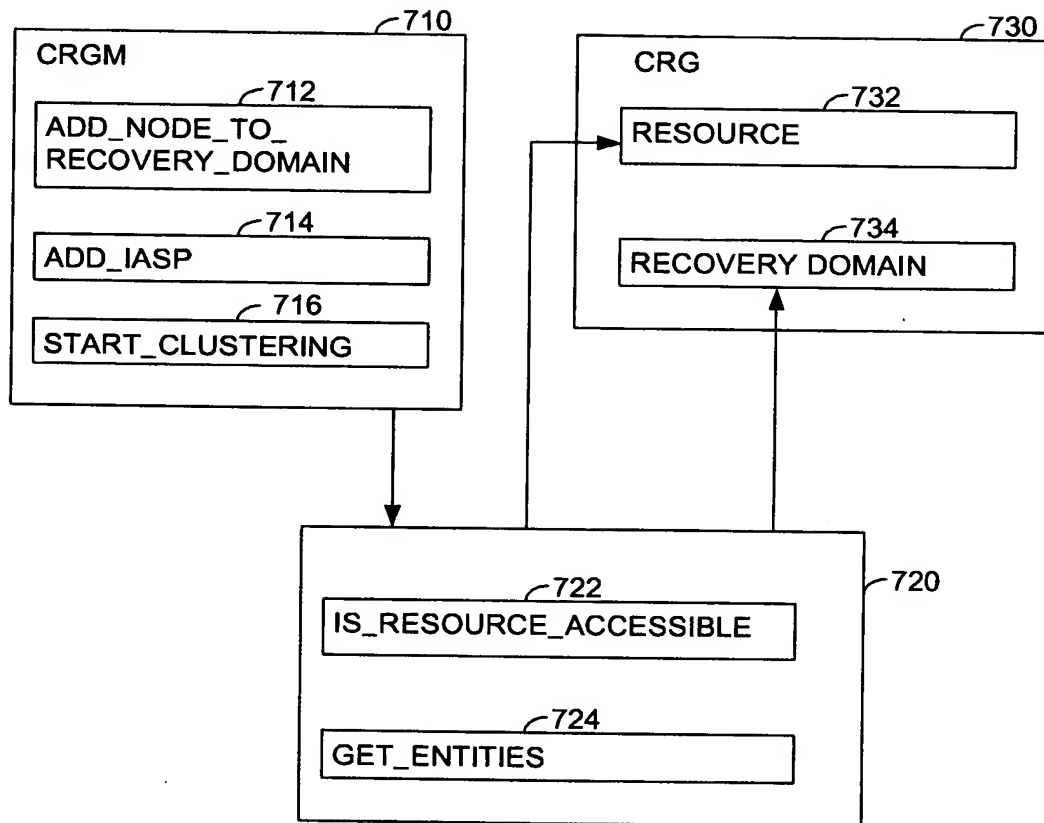 710
CRGM
712
ADD_NODE_TO_
RECOVERY_DOMAIN
714
ADD_IASP
716
START_CLUSTERING
730
CRG
732
RESOURCE
734
RECOVERY DOMAIN
720
722
IS_RESOURCE_ACCESSIBLE
724
GET_ENTITIES